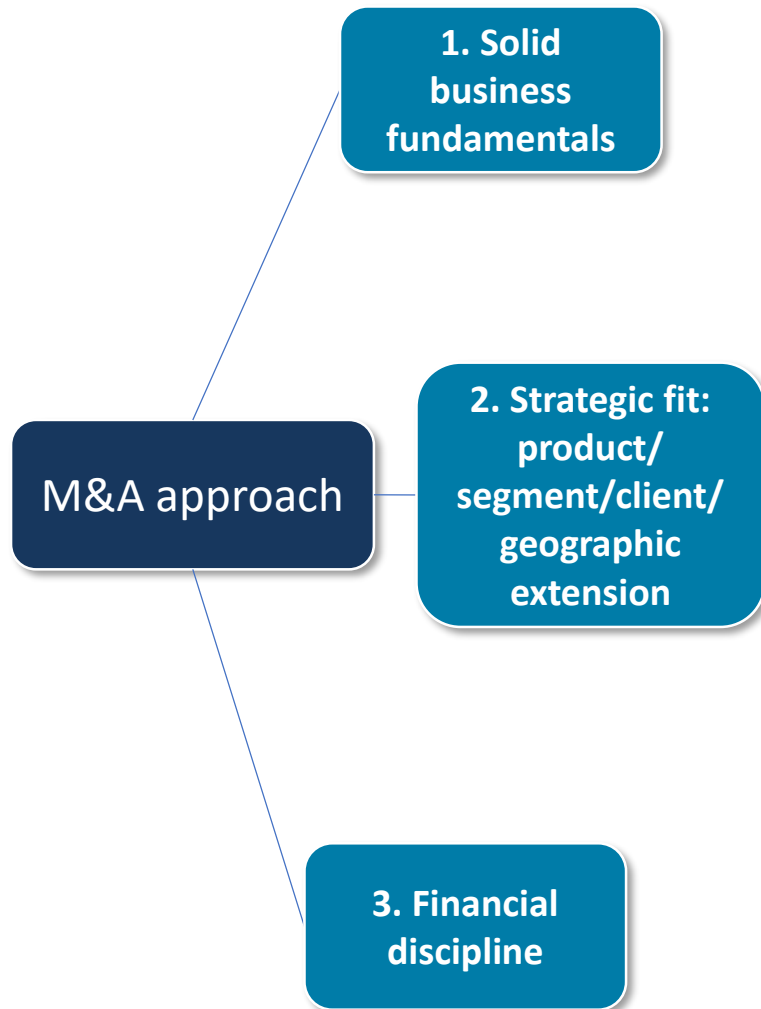 1. Solid
business
fundamentals
M&A approach
2. Strategic fit:
product/
segment/client/
geographic
extension
3. Financial
discipline